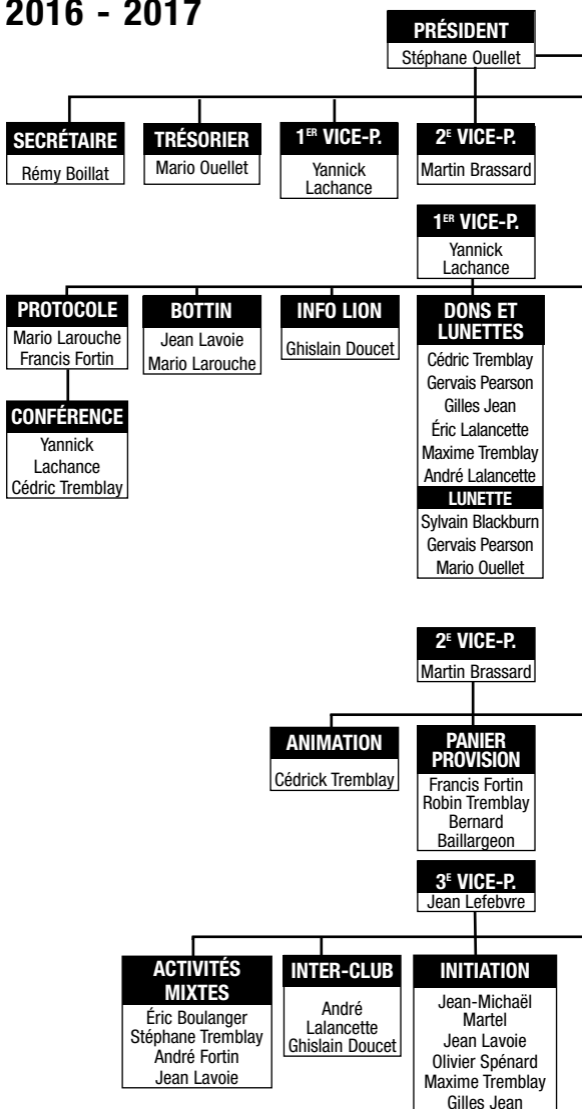 2016 - 2017
PRÉSIDENT
Stéphane Ouellet
SECRÉTAIRE
Rémy Boillat
TRÉSORIER
Mario Ouellet
1ER VICE-P.
Yannick
Lachance
2E VICE-P.
Martin Brassard
1ER VICE-P.
Yannick
Lachance
PROTOCOLE
Mario Larouche
Francis Fortin
CONFÉRENCE
Yannick
Lachance
Cédric Tremblay
BOTTIN
Jean Lavoie
Mario Larouche
INFO LION
Ghislain Doucet
DONS ET
LUNETTES
Cédric Tremblay
Gervais Pearson
Gilles Jean
Éric Lalancette
Maxime Tremblay
André Lalancette
LUNETTE
Sylvain Blackburn
Gervais Pearson
Mario Ouellet
2E VICE-P.
Martin Brassard
ANIMATION
Cédrick Tremblay
PANIER
PROVISION
Francis Fortin
Robin Tremblay
Bernard
Baillargeon
3E VICE-P.
Jean Lefebvre
ACTIVITÉS
MIXTES
Éric Boulanger
Stéphane Tremblay
André Fortin
Jean Lavoie
INTER-CLUB
André
Lalancette
Ghislain Doucet
INITIATION
Jean-Michaël
Martel
Jean Lavoie
Olivier Spénard
Maxime Tremblay
Gilles Jean